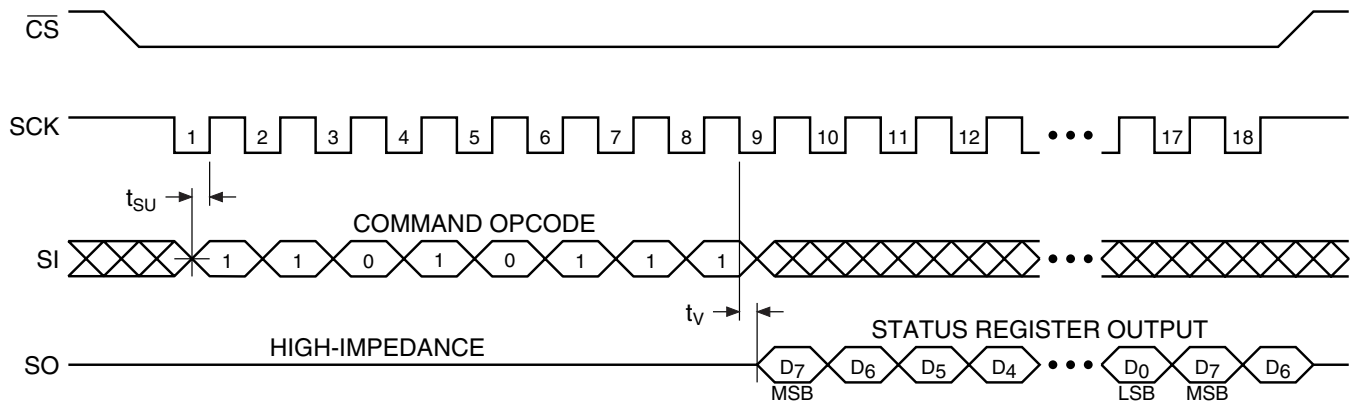 CS
SCK 1 2 3 4 5 6 7 8 9 10 11 12 17 18
tSU
COMMAND OPCODE
SI 1 1 0 1 0 1 1 1
tV
STATUS REGISTER OUTPUT
HIGH-IMPEDANCE
SO D7 D6 D5 D4 D0 D7 D6
MSB LSB MSB